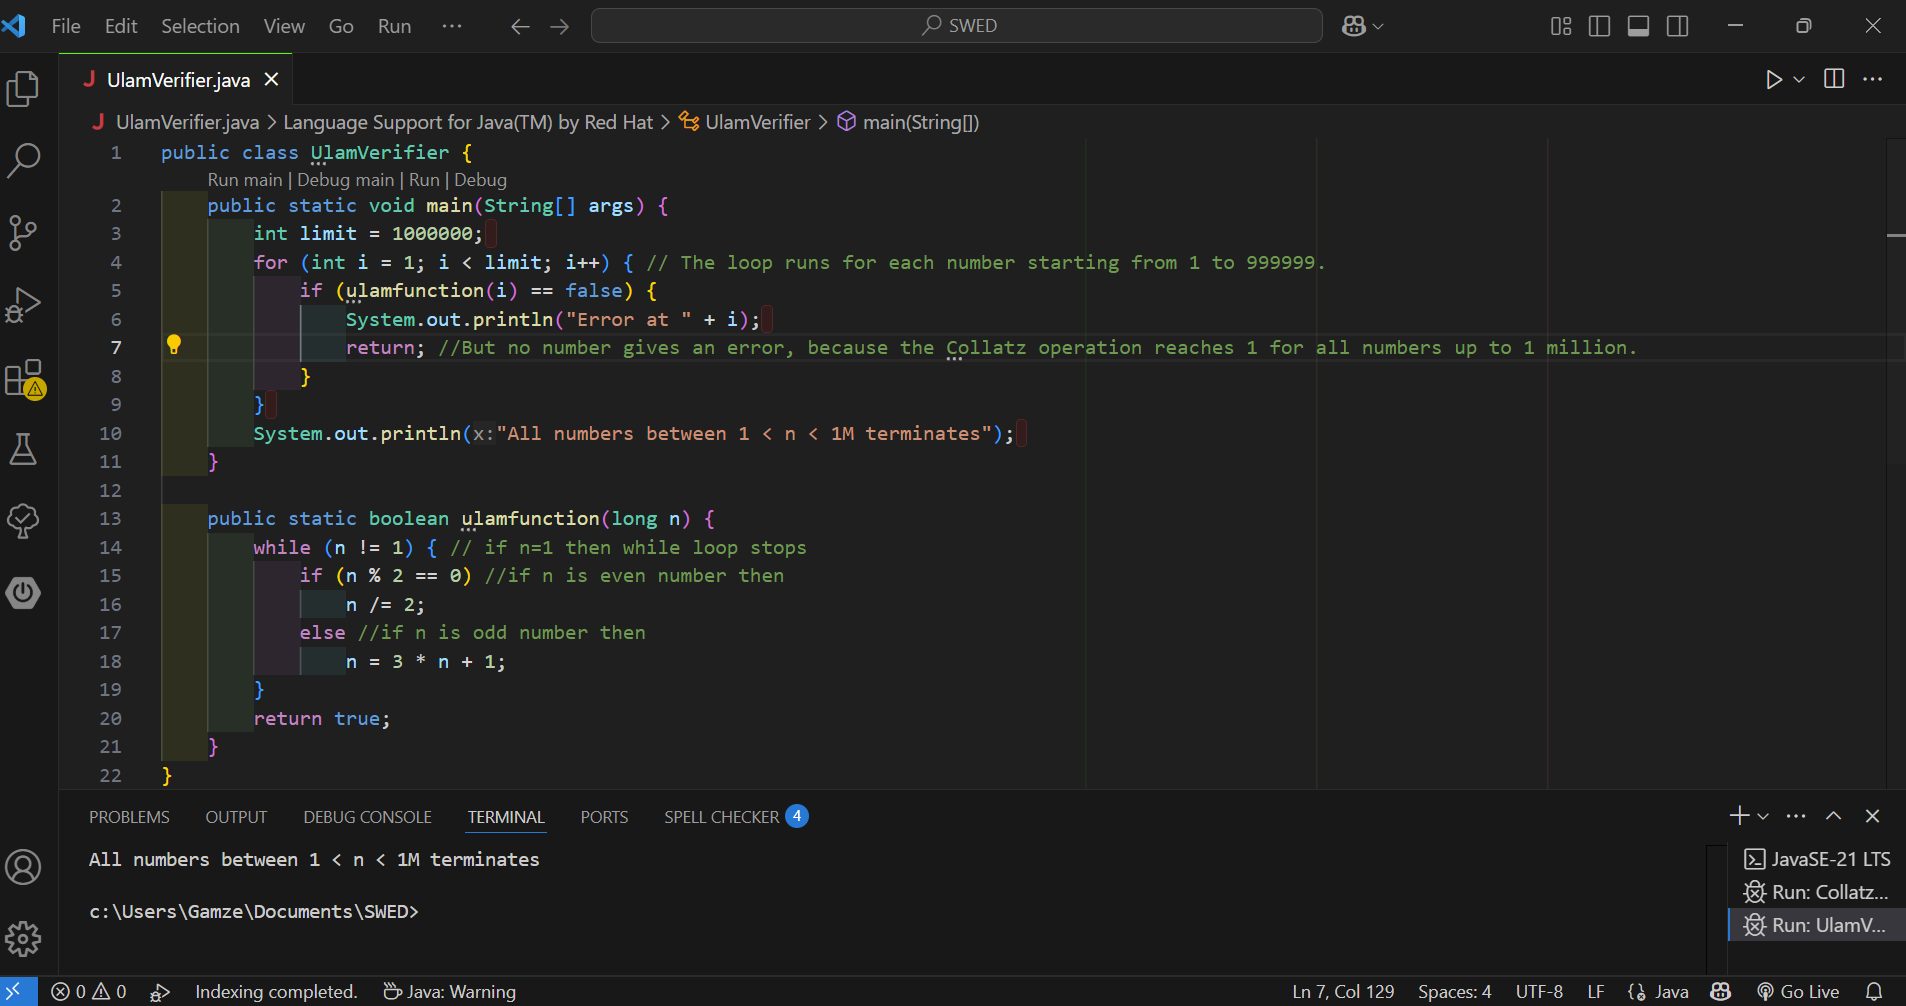 File Edit Selection View Go Run ··· SWED
UlamVerifier.java
UlamVerifier.java > Language Support for Java(TM) by Red Hat > UlamVerifier > main(String[])
1 public class UlamVerifier {
Run main | Debug main | Run | Debug
2 public static void main(String[] args) {
3 int limit = 1000000;
4 for (int i = 1; i < limit; i++) { // The loop runs for each number starting from 1 to 999999.
5 if (ulamfunction(i) == false) {
6 System.out.println("Error at " + i);
7 return; //But no number gives an error, because the Collatz operation reaches 1 for all numbers up to 1 million.
8 }
9 }
10 System.out.println(x:"All numbers between 1 < n < 1M terminates");
11 }
12
13 public static boolean ulamfunction(long n) {
14 while (n != 1) { // if n=1 then while loop stops
15 if (n % 2 == 0) //if n is even number then
16 n /= 2;
17 else //if n is odd number then
18 n = 3 * n + 1;
19 }
20 return true;
21 }
22 }
PROBLEMS OUTPUT DEBUG CONSOLE TERMINAL PORTS SPELL CHECKER 4
All numbers between 1 < n < 1M terminates
c:\Users\Gamze\Documents\SWED>
JavaSE-21 LTS
Run: Collatz...
Run: UlamV...
0 0 Indexing completed. Java: Warning Ln 7, Col 129 Spaces: 4 UTF-8 LF Java Go Live